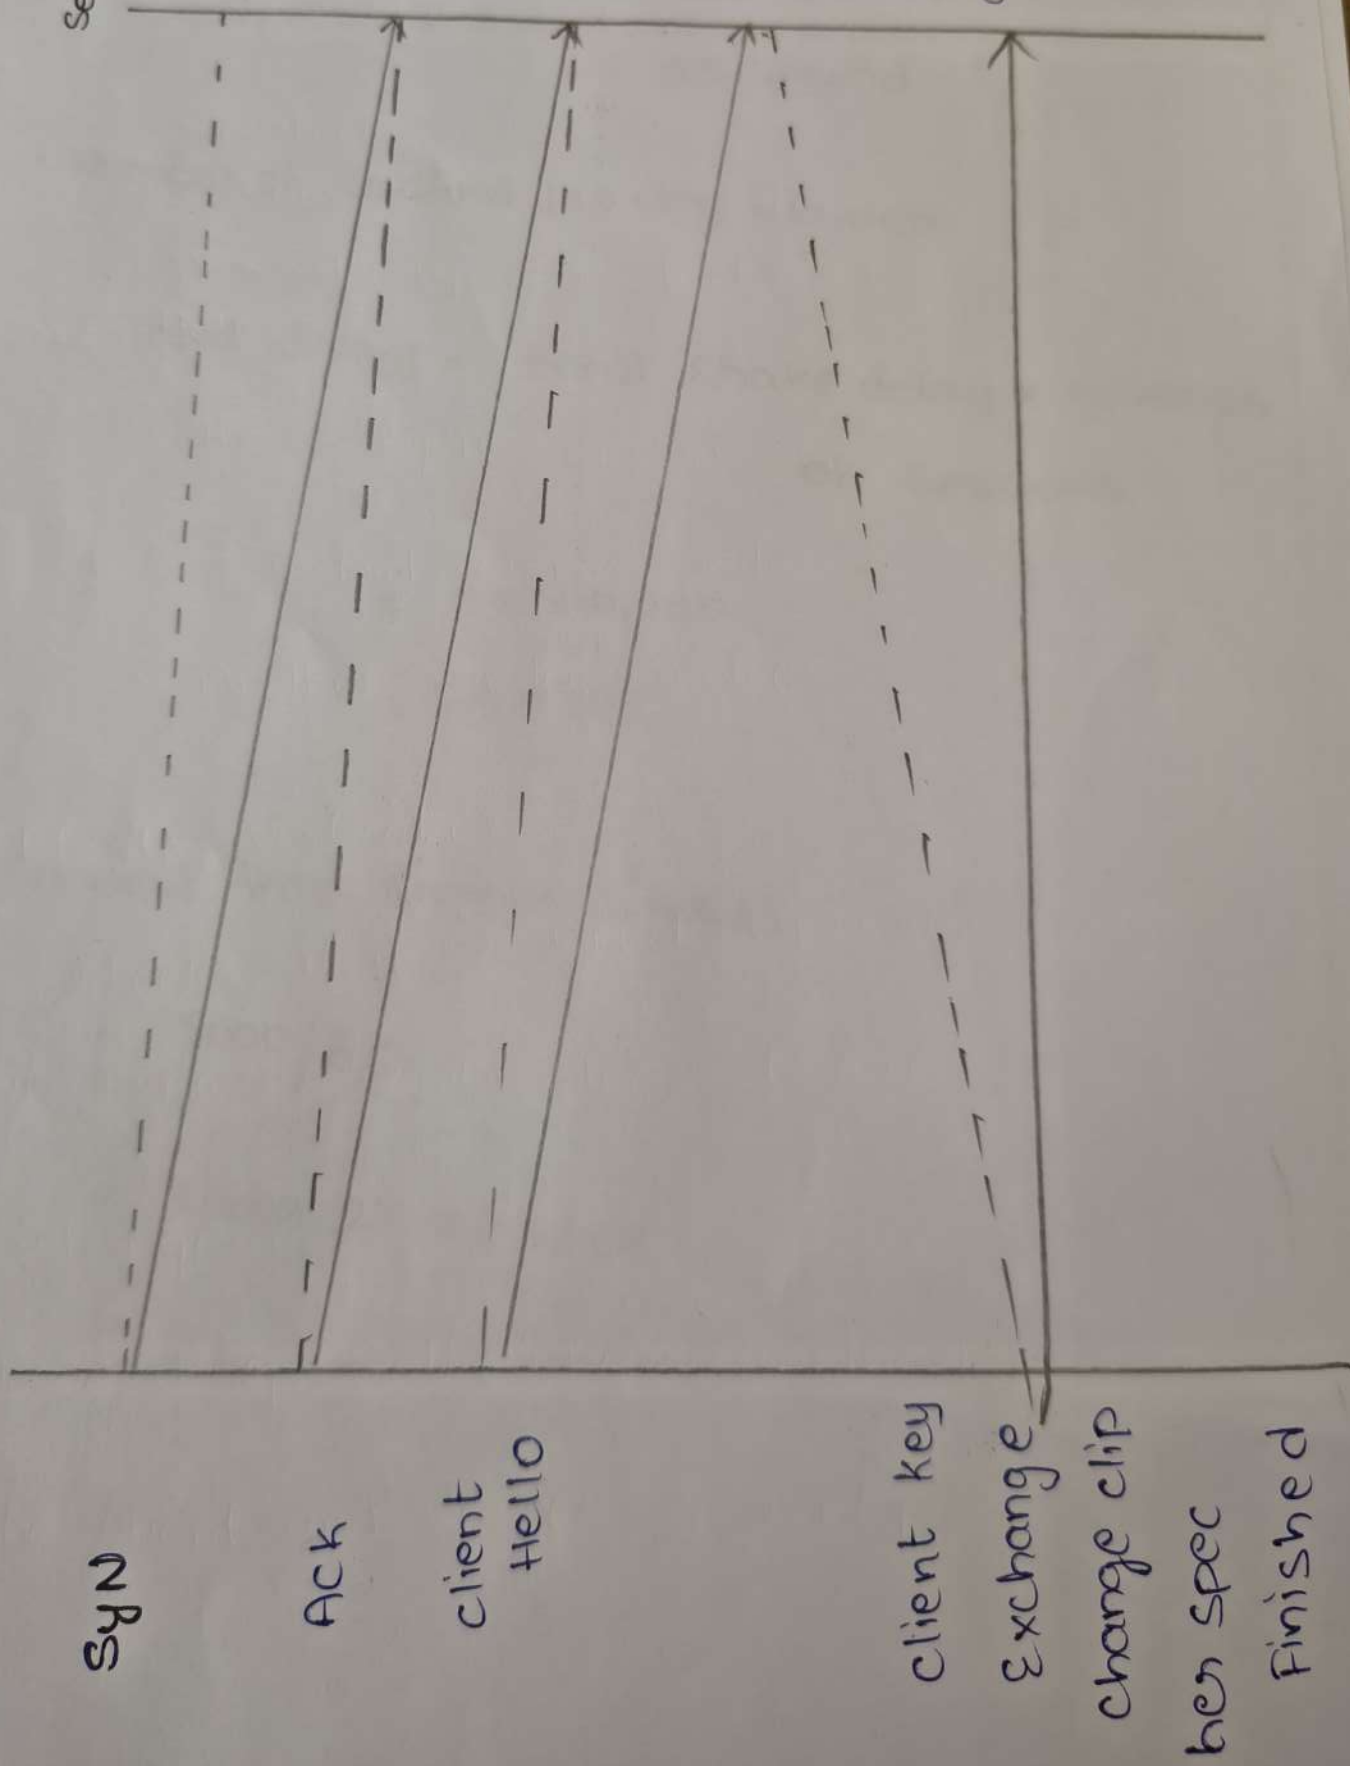 SyN
Ack
Client
Hello
Client key
Exchange
change clip
her spec
Finished